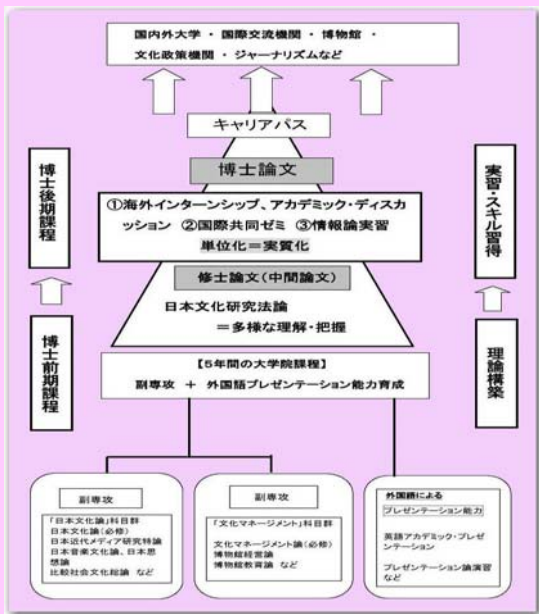 国内外大学 ・ 国際交流機関 ・ 博物館 ・
文化政策機関 ・ ジャーナリズムなど
キャリアパス
博士論文
①海外インターンシップ、アカデミック・ディスカ
ッション ②国際共同ゼミ ③情報論実習
単位化＝実質化
修士論文（中間論文）
日本文化研究法論
＝多様な理解・把握
【5年間の大学院課程】
副専攻 ＋ 外国語プレゼンテーション能力育成
博士後期課程
博士前期課程
実習・スキル習得
理論構築
副専攻
「日本文化論」科目群
日本文化論（必修）
日本近代メディア研究特論
日本音楽文化論、日本思
想論
比較社会文化総論 など
副専攻
「文化マネージメント」科目群
文化マネージメント論（必修）
博物館経営論
博物館教育論 など
外国語による
プレゼンテーション能力
英語アカデミック・プレゼ
ンテーション
プレゼンテーション論演習
など